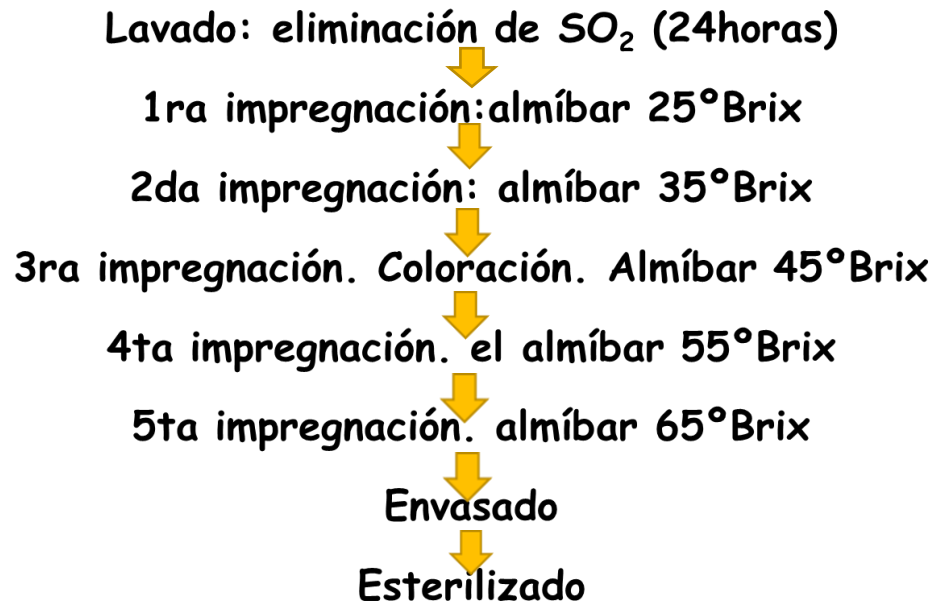 Lavado: eliminación de SO₂ (24horas)
1ra impregnación:almíbar 25ºBrix
2da impregnación: almíbar 35ºBrix
3ra impregnación. Coloración. Almíbar 45ºBrix
4ta impregnación. el almíbar 55ºBrix
5ta impregnación. almíbar 65ºBrix
Envasado
Esterilizado